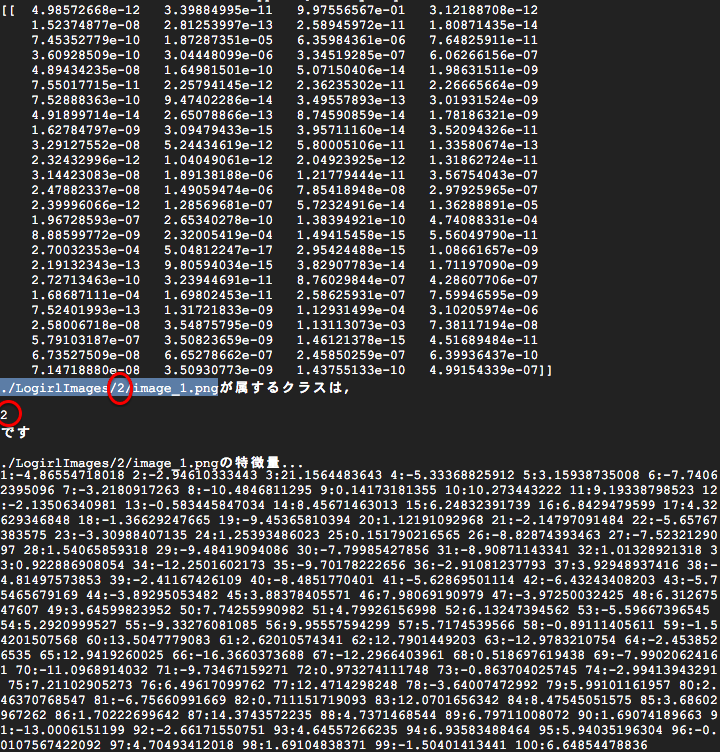 [[ 4.98572668e-12 3.39884995e-11 9.97556567e-01 3.12188708e-12
1.52374877e-08 2.81253997e-13 2.58945972e-11 1.80871435e-14
7.45352779e-10 1.87287351e-05 6.35984361e-06 7.64825911e-11
3.60928509e-10 3.04448099e-06 3.34519285e-07 6.06266156e-07
4.89434235e-08 1.64981501e-10 5.07150406e-14 1.98631511e-09
7.55017715e-11 2.25794145e-12 2.36235302e-11 2.26665664e-09
7.52888363e-10 9.47402286e-14 3.49557893e-13 3.01931524e-09
4.91899714e-14 2.65078866e-13 8.74590859e-14 1.78186321e-09
1.62784797e-09 3.09479433e-15 3.95711160e-14 3.52094326e-11
3.29127552e-08 5.24434619e-12 5.80005106e-11 1.33580674e-13
2.32432996e-12 1.04049061e-12 2.04923925e-12 1.31862724e-11
3.14423083e-08 1.89138188e-06 1.21779444e-11 3.56754043e-07
2.47882337e-08 1.49059474e-06 7.85418948e-08 2.97925965e-07
2.39996066e-12 1.28569681e-07 5.72324916e-14 1.36288891e-05
1.96728593e-07 2.65340278e-10 1.38394921e-10 4.74088331e-04
8.88599772e-09 2.32005419e-04 1.49415458e-15 5.56049790e-11
2.70032353e-04 5.04812247e-17 2.95424488e-15 1.08661657e-09
2.19132343e-13 9.80594034e-15 3.82907783e-14 1.71197090e-09
2.72713463e-10 3.23944691e-11 8.76029844e-07 4.28607706e-07
1.68687111e-04 1.69802453e-11 2.58625931e-07 7.59946595e-09
7.52401993e-13 1.31721833e-09 1.12931499e-04 3.10205974e-06
2.58006718e-08 3.54875795e-09 1.13113073e-03 7.38117194e-08
5.79103187e-07 3.50823659e-09 1.46121378e-15 4.51689484e-11
6.73527509e-08 6.65278662e-07 2.45850259e-07 6.39936437e-10
7.14718880e-08 3.50930773e-09 1.43755133e-10 4.99154339e-07]]
./LogirlImages/2/image_1.pngが属するクラスは,
2
です
./LogirlImages/2/image_1.pngの特徴量...
1:-4.86554718018 2:-2.94610333443 3:21.1564483643 4:-5.33368825912 5:3.15938735008 6:-7.7406
2395096 7:-3.2180917263 8:-10.4846811295 9:0.14173181355 10:10.273443222 11:9.19338798523 12
:-2.13506340981 13:-0.583445847034 14:8.45671463013 15:6.24832391739 16:6.8429479599 17:4.32
629346848 18:-1.36629247665 19:-9.45365810394 20:1.12191092968 21:-2.14797091484 22:-5.65767
383575 23:-3.30988407135 24:1.25393486023 25:0.151790216565 26:-8.82874393463 27:-7.52321290
97 28:1.54065859318 29:-9.48419094086 30:-7.79985427856 31:-8.90871143341 32:1.01328921318 3
3:0.922886908054 34:-12.2501602173 35:-9.70178222656 36:-2.91081237793 37:3.92948937416 38:-
4.81497573853 39:-2.41167426109 40:-8.4851770401 41:-5.62869501114 42:-6.43243408203 43:-5.7
5465679169 44:-3.89295053482 45:3.88378405571 46:7.98069190979 47:-3.97250032425 48:6.312675
47607 49:3.64599823952 50:7.74255990982 51:4.79926156998 52:6.13247394562 53:-5.59667396545
54:5.2920999527 55:-9.33276081085 56:9.95557594299 57:5.7174539566 58:-0.89111405611 59:-1.5
4201507568 60:13.5047779083 61:2.62010574341 62:12.7901449203 63:-12.9783210754 64:-2.453852
6535 65:12.9419260025 66:-16.3660373688 67:-12.2966403961 68:0.518697619438 69:-7.9902062416
1 70:-11.0968914032 71:-9.73467159271 72:0.973274111748 73:-0.863704025745 74:-2.99413943291
75:7.21102905273 76:6.49617099762 77:12.4714298248 78:-3.64007472992 79:5.99101161957 80:2.
46370768547 81:-6.75660991669 82:0.711151719093 83:12.0701656342 84:8.47545051575 85:3.68602
967262 86:1.70222699642 87:14.3743572235 88:4.7371468544 89:6.79711008072 90:1.69074189663 9
1:-13.0006151199 92:-2.66171550751 93:4.64557266235 94:6.93583488464 95:5.94035196304 96:-0.
0107567422092 97:4.70493412018 98:1.69104838371 99:-1.50401413441 100:6.64854478836